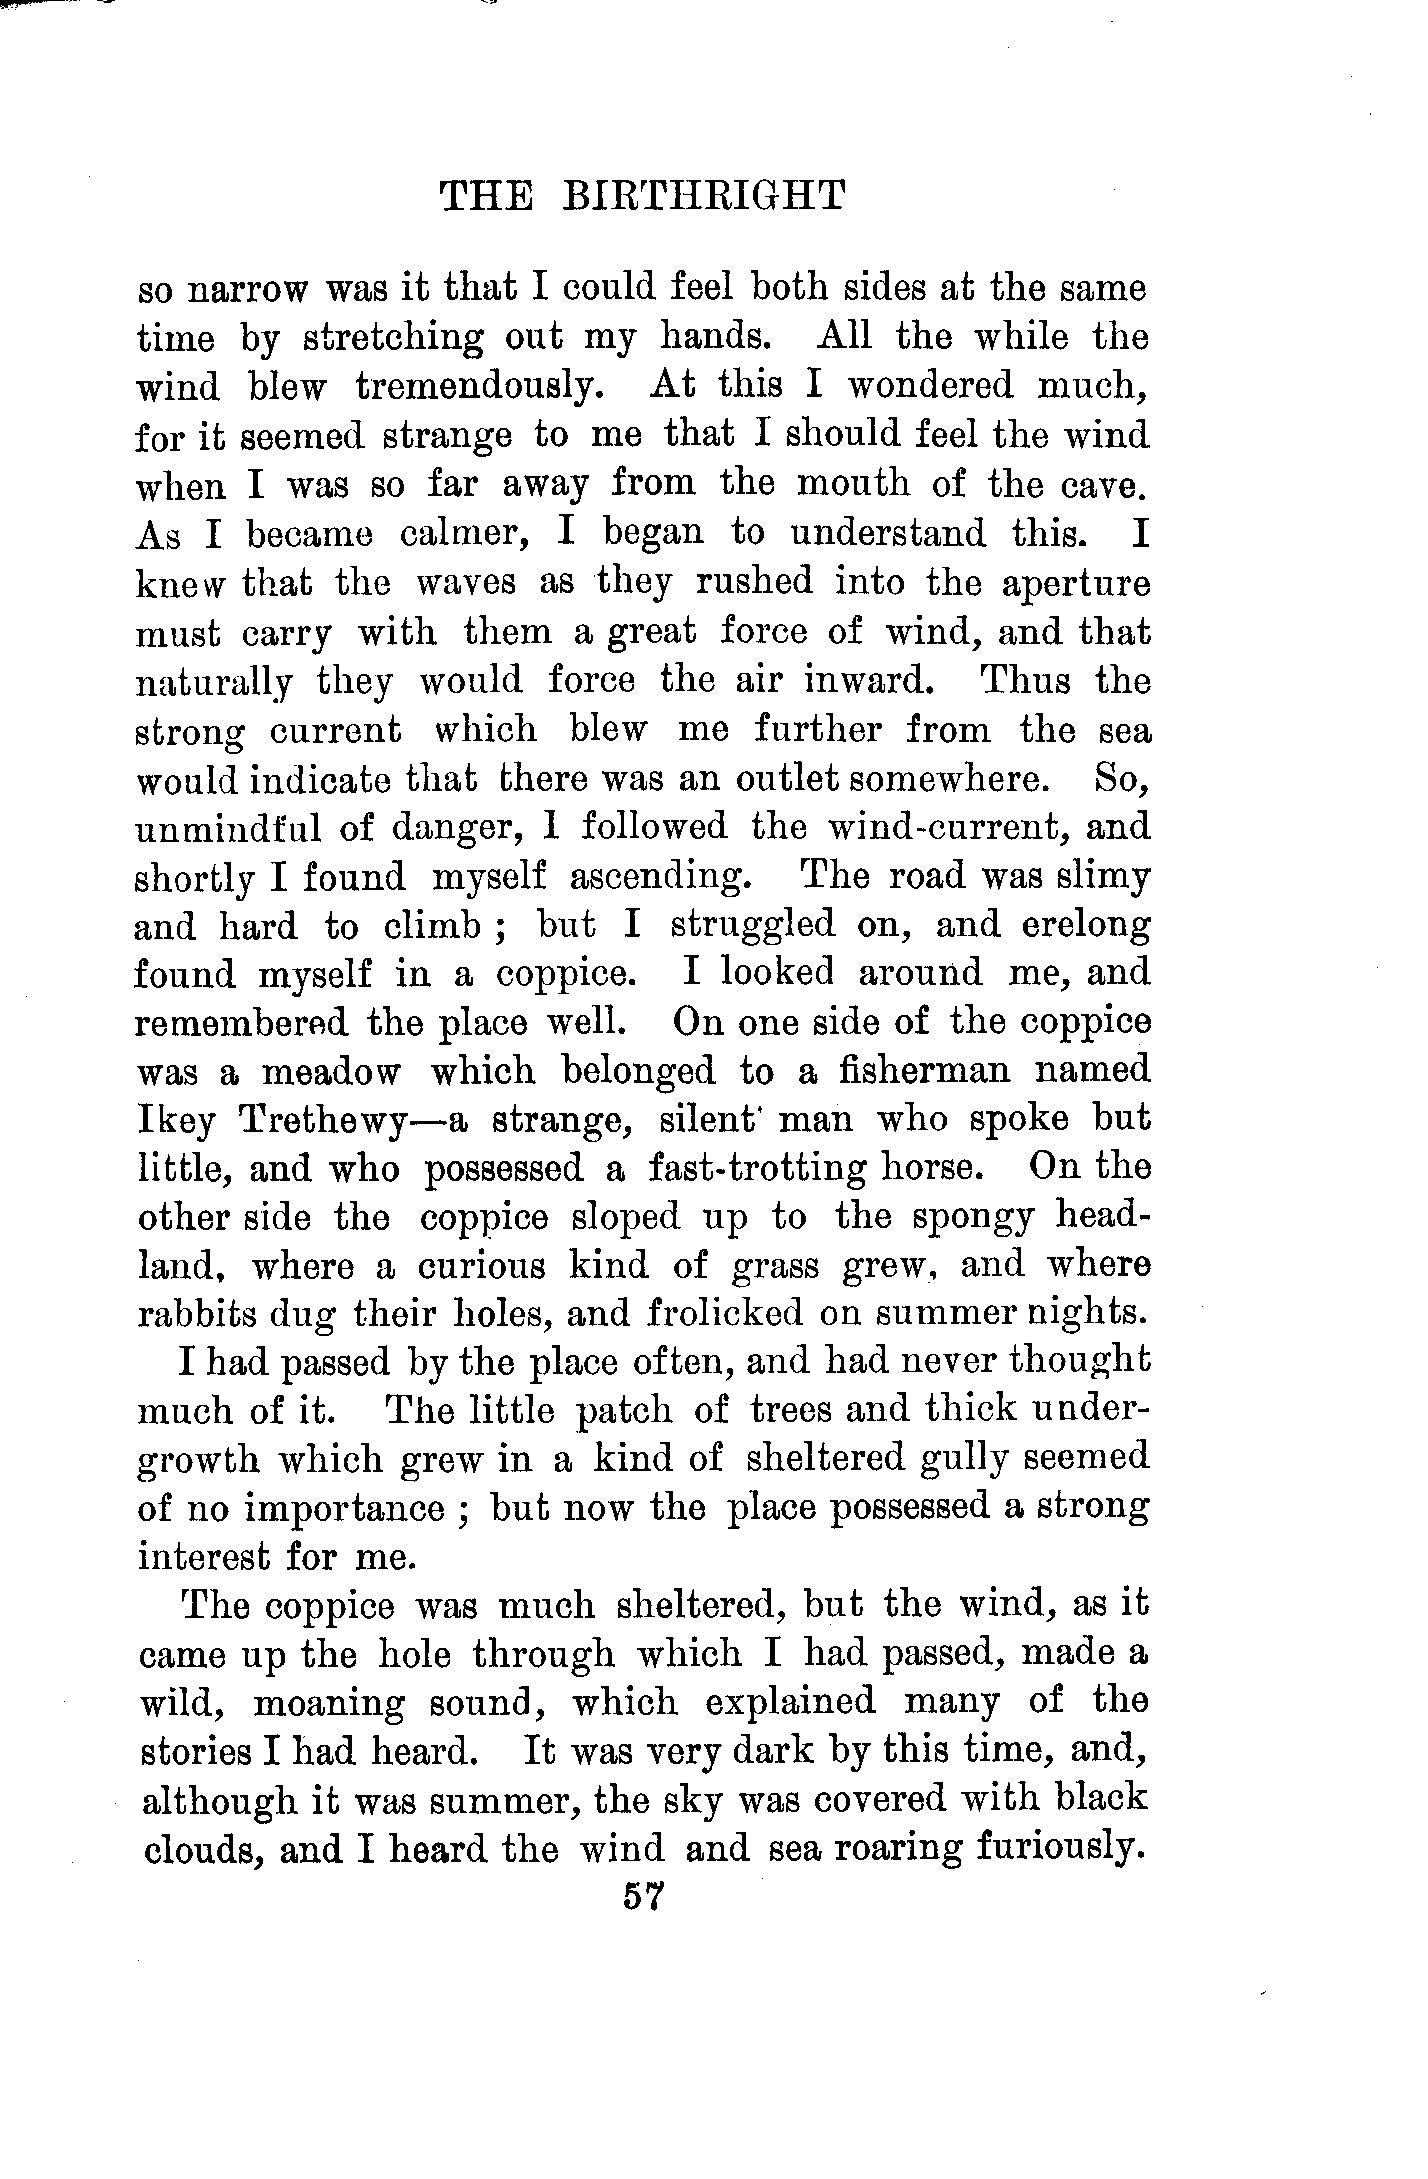 THE BIRTHRIGHT
so narrow was it that I could feel both sides at the same
time by stretching out my hands. All the while the
wind blew tremendously. At this I wondered much,
for it seemed strange to me that I should feel the wind
when I was so far away from the mouth of the cave.
As I became calmer, I began to understand this. I
knew that the waves as they rushed into the aperture
must carry with them a great force of wind, and that
naturally they would force the air inward. Thus the
strong current which blew me further from the sea
would indicate that there was an outlet somewhere. So,
unmindful of danger, I followed the wind-current, and
shortly I found myself ascending. The road was slimy
and hard to climb ; but I struggled on, and erelong
found myself in a coppice. I looked around me, and
remembered the place well. On one side of the coppice
was a meadow which belonged to a fisherman named
Ikey Trethewy—a strange, silent man who spoke but
little, and who possessed a fast-trotting horse. On the
other side the coppice sloped up to the spongy head-
land, where a curious kind of grass grew, and where
rabbits dug their holes, and frolicked on summer nights.
I had passed by the place often, and had never thought
much of it. The little patch of trees and thick under-
growth which grew in a kind of sheltered gully seemed
of no importance ; but now the place possessed a strong
interest for me.
The coppice was much sheltered, but the wind, as it
came up the hole through which I had passed, made a
wild, moaning sound, which explained many of the
stories I had heard. It was very dark by this time, and,
although it was summer, the sky was covered with black
clouds, and I heard the wind and sea roaring furiously.
57